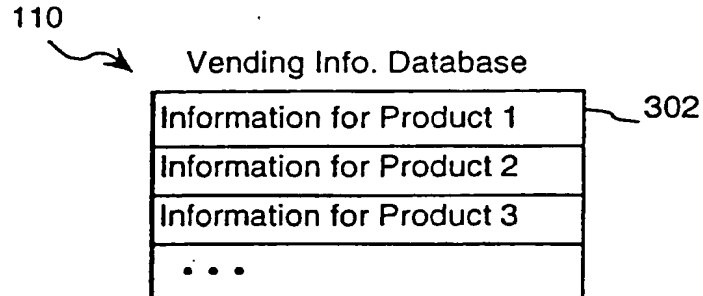 110
Vending Info. Database
Information for Product 1
302
Information for Product 2
Information for Product 3
• • •